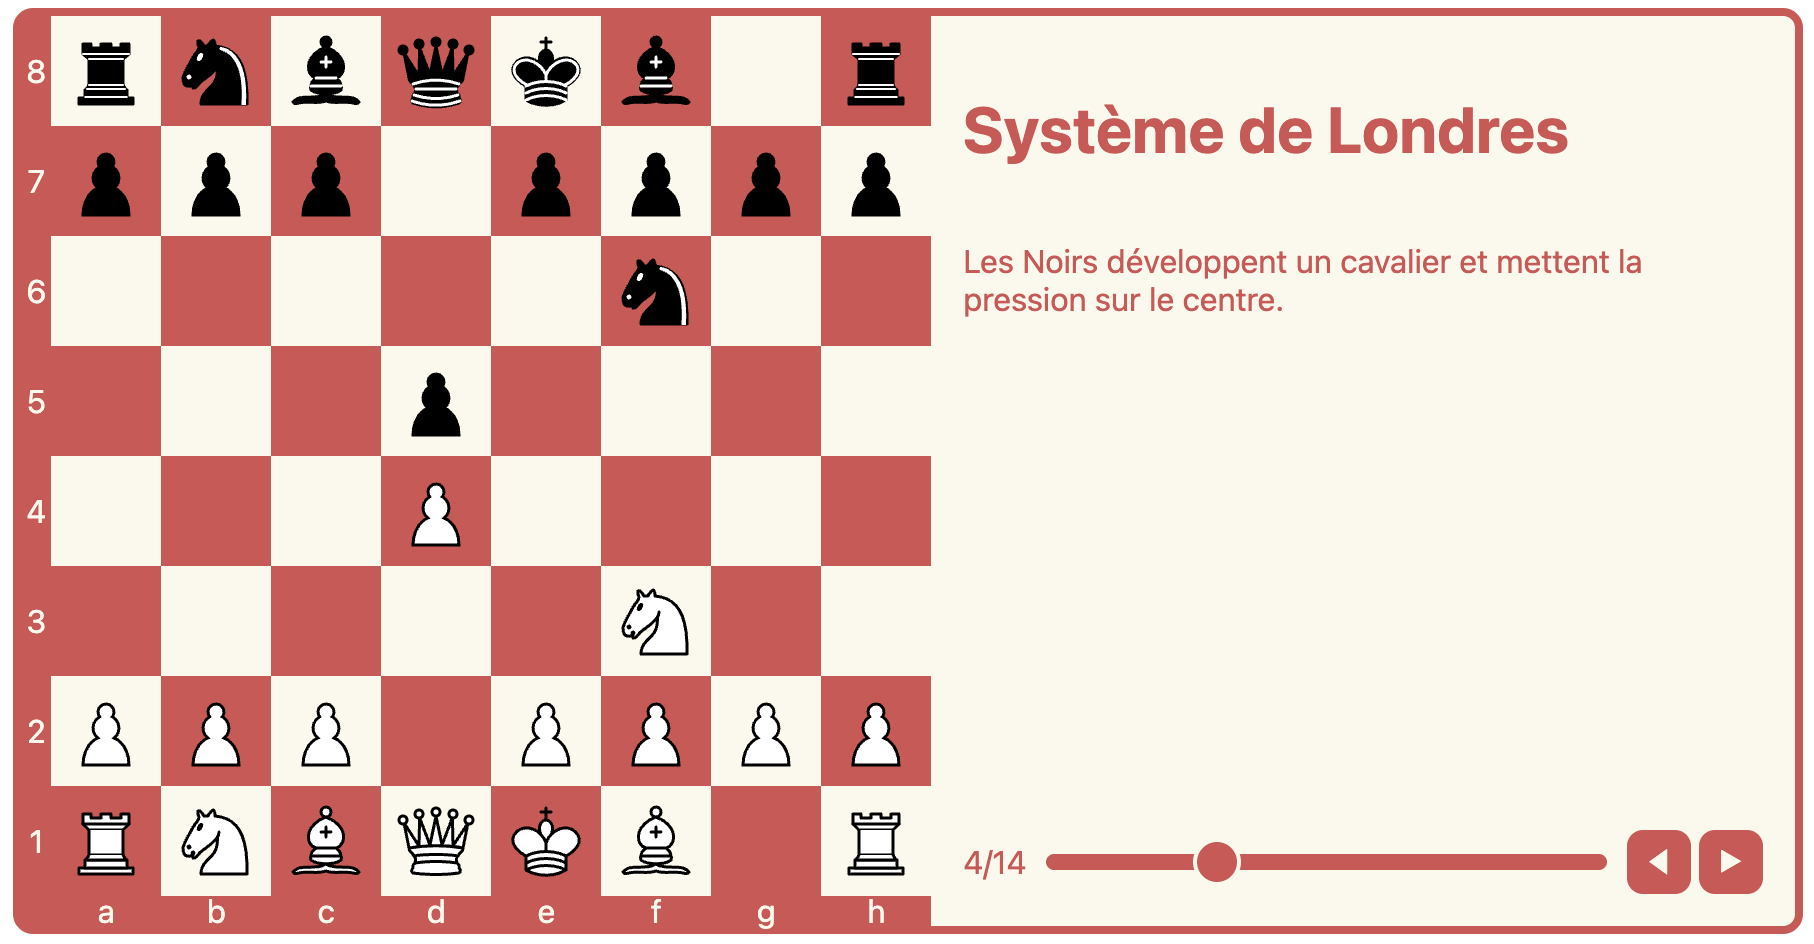 8
7
6
5
4
3
2
1
a b c d e f g h
Système de Londres
Les Noirs développent un cavalier et mettent la
pression sur le centre.
4/14